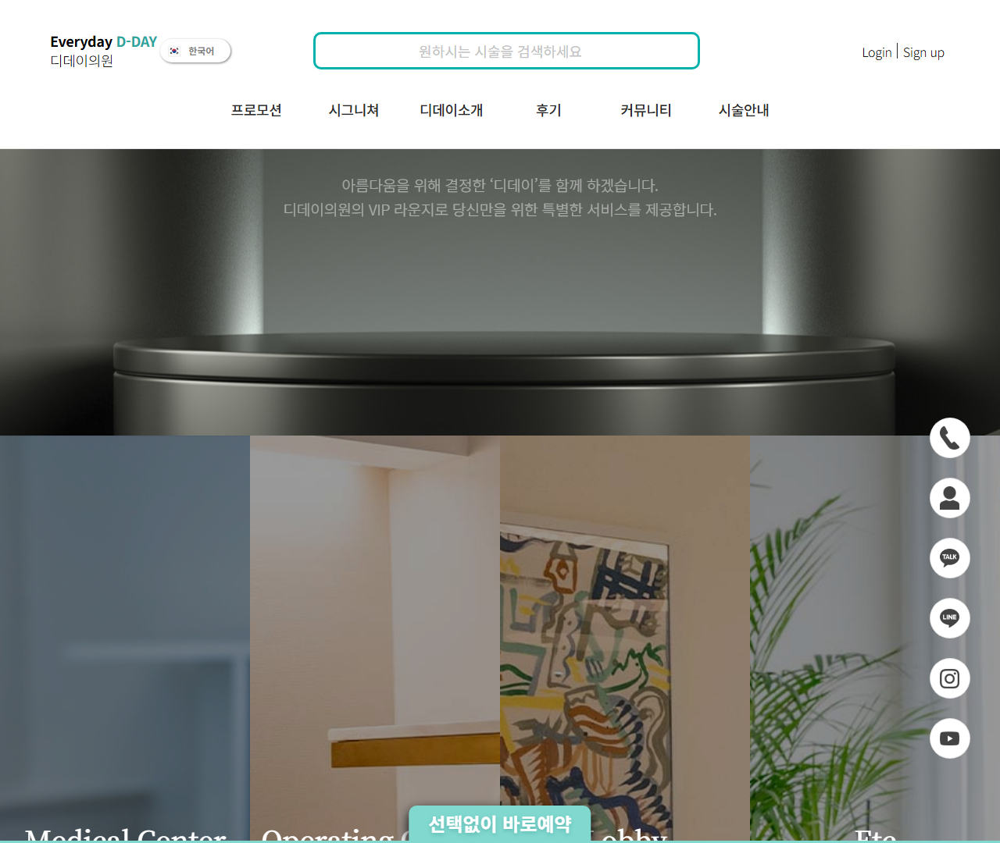 Everyday D-DAY
디데이의원
한국어
원하시는 시술을 검색하세요
Login
Sign up
프로모션
시그니쳐
디데이소개
후기
커뮤니티
시술안내
아름다움을 위해 결정한 ‘디데이’를 함께 하겠습니다.
디데이의원의 VIP 라운지로 당신만을 위한 특별한 서비스를 제공합니다.
TALK
LINE
Medical Center
Operating
Lobby
Etc
선택없이 바로예약